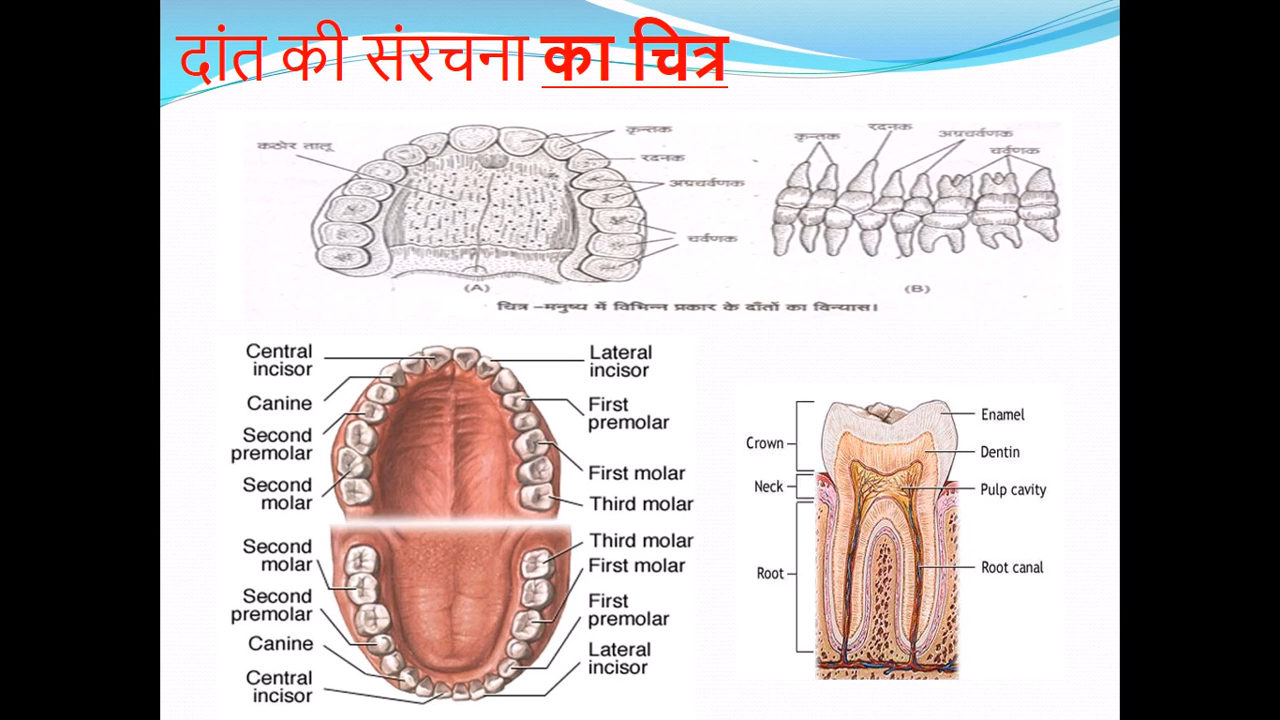 दांत की संरचना का चित्र
कठोर तालू
कृन्तक
रदनक
अग्रचर्वणक
चर्वणक
(A)
कृन्तक
रदनक
अग्रचर्वणक
चर्वणक
(B)
चित्र –मनुष्य में विभिन्न प्रकार के दाँतों का विन्यास।
Central
incisor
Canine
Second
premolar
Second
molar
Lateral
incisor
First
premolar
First molar
Third molar
Second
molar
Second
premolar
Canine
Central
incisor
Third molar
First molar
First
premolar
Lateral
incisor
Crown
Neck
Root
Enamel
Dentin
Pulp cavity
Root canal